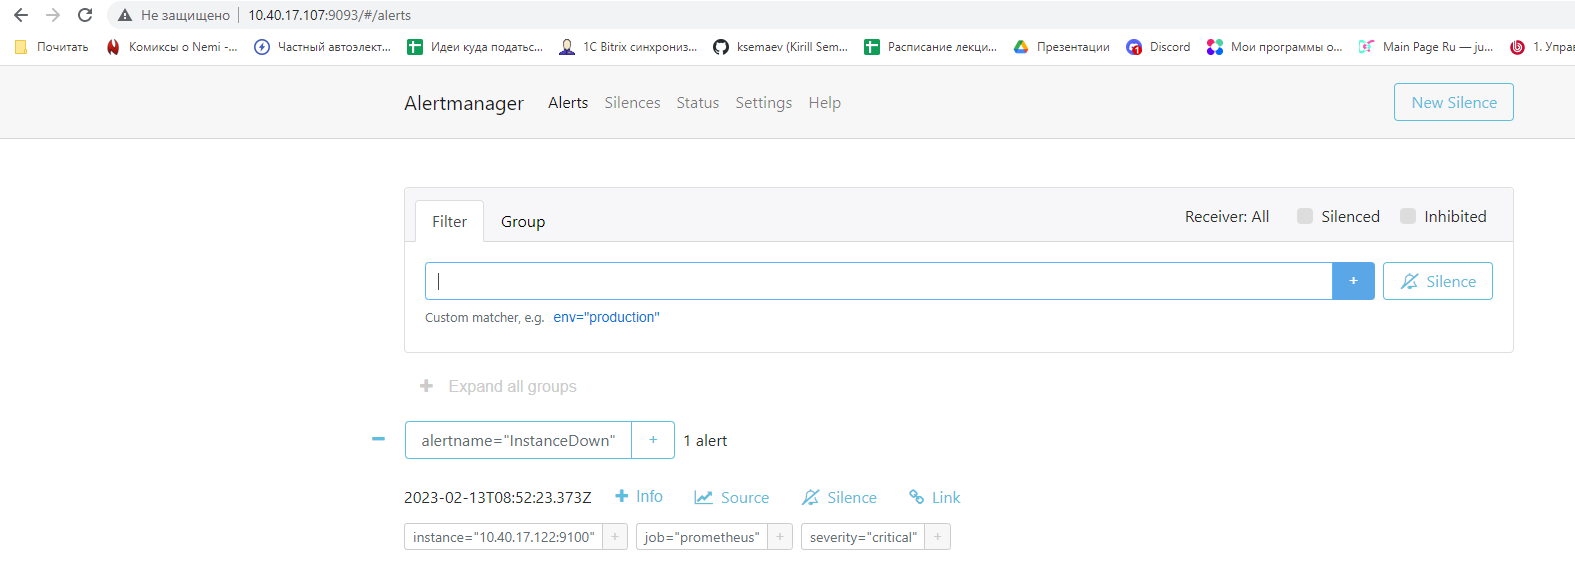 Не защищено | 10.40.17.107:9093/#/alerts
Почитать Комиксы о Nemi -... Частный автоэлект... Идеи куда податьс... 1C Bitrix синхрониз... ksemaev (Kirill Sem... Расписание лекци... Презентации Discord Мои программы о... Main Page Ru — ju... 1. Упра
Alertmanager Alerts Silences Status Settings Help New Silence
Filter Group Receiver: All Silenced Inhibited
+ Silence
Custom matcher, e.g. env="production"
+ Expand all groups
− alertname="InstanceDown" + 1 alert
2023-02-13T08:52:23.373Z + Info Source Silence Link
instance="10.40.17.122:9100" + job="prometheus" + severity="critical" +